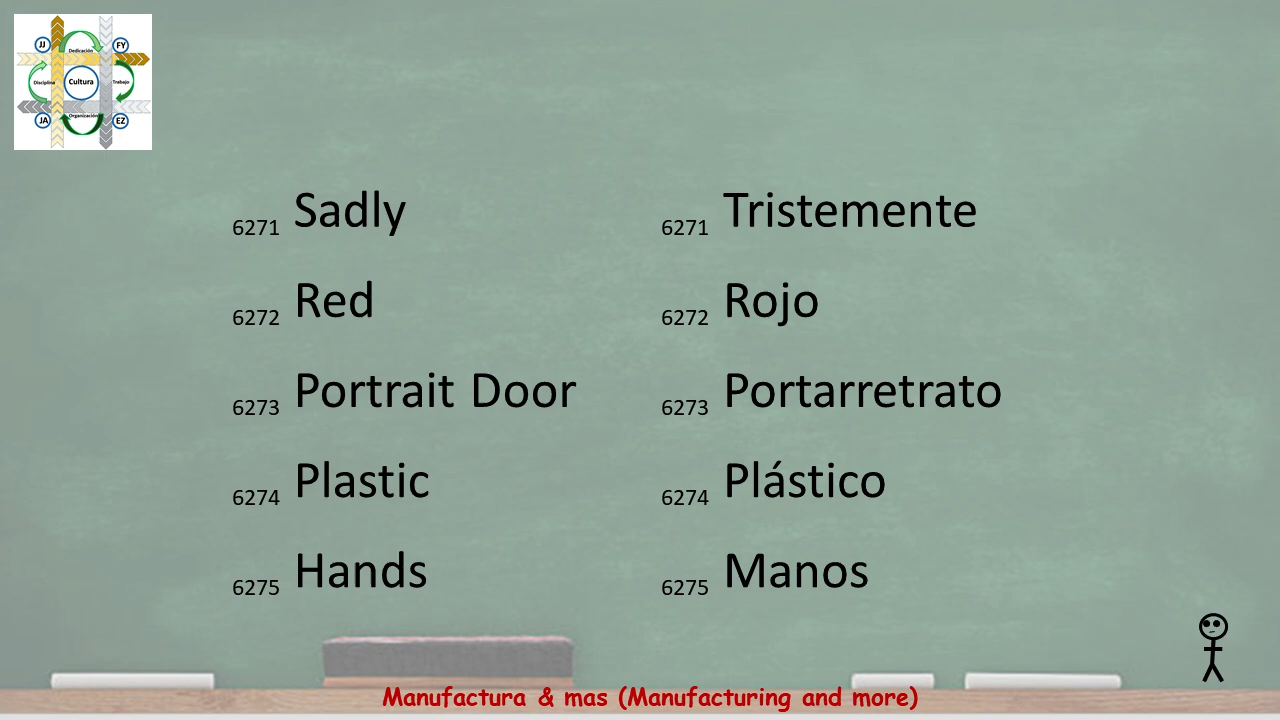 JJ
FY
Dedicación
Disciplina
Cultura
Trabajo
Organización
JA
EZ
6271 Sadly 6271 Tristemente
6272 Red 6272 Rojo
6273 Portrait Door 6273 Portarretrato
6274 Plastic 6274 Plástico
6275 Hands 6275 Manos
Manufactura & mas (Manufacturing and more)